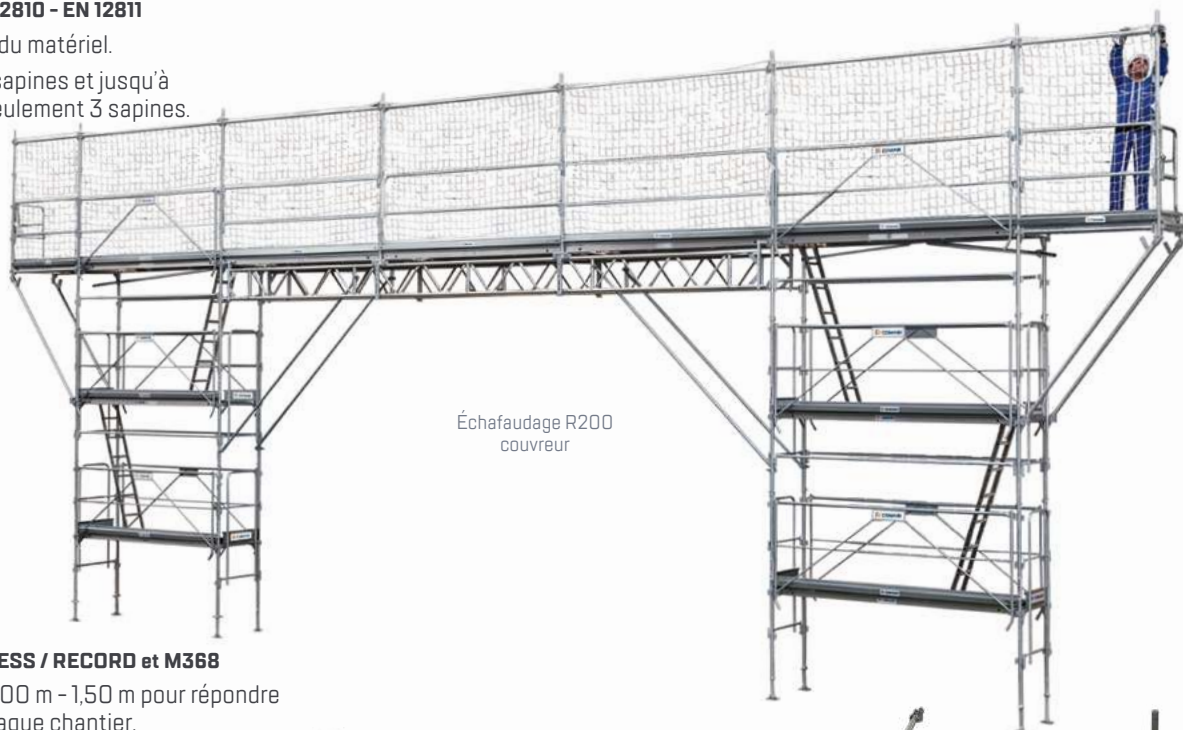 2810 - EN 12811
du matériel.
sapines et jusqu'à
eulement 3 sapines.
Échafaudage R200
couvreur
ESS / RECORD et M368
00 m - 1,50 m pour répondre
aque chantier.